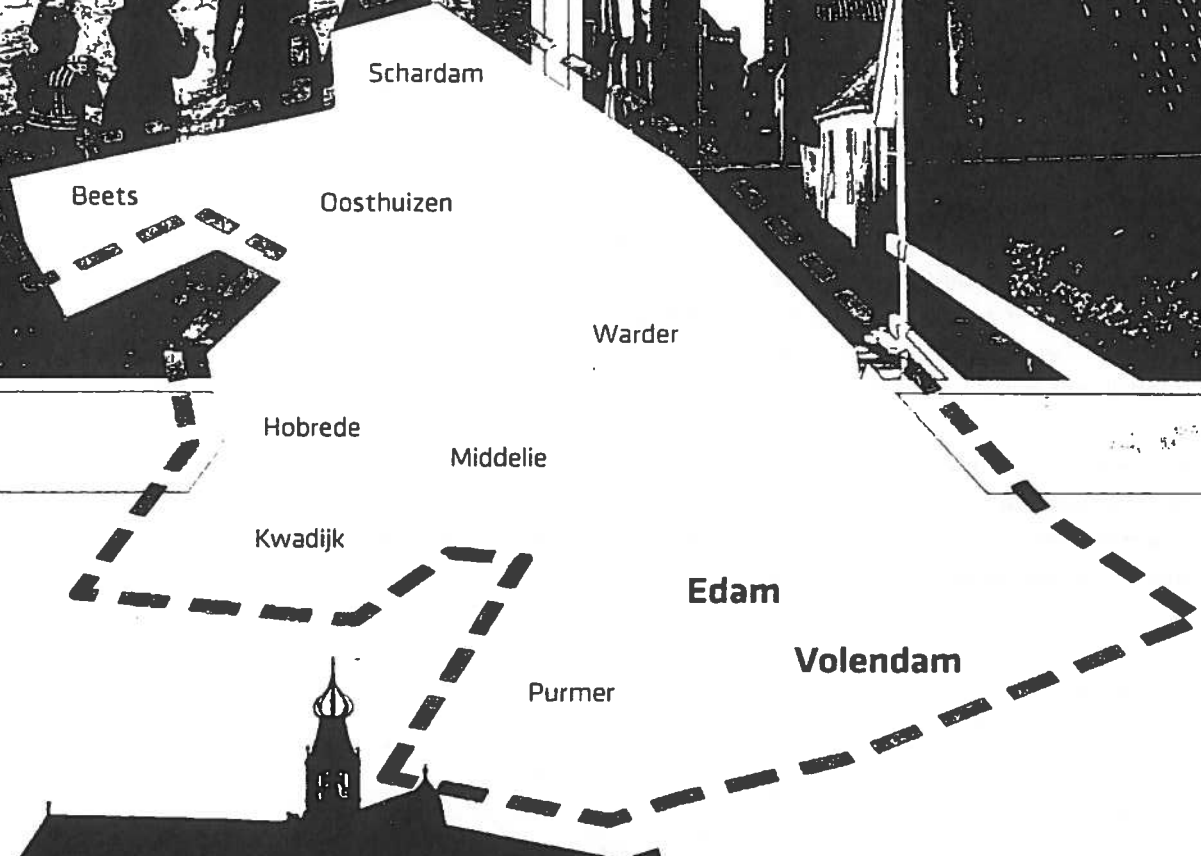 Schardam
Beets
Oosthuizen
Warder
Hobrede
Middelie
Kwadijk
Edam
Volendam
Purmer